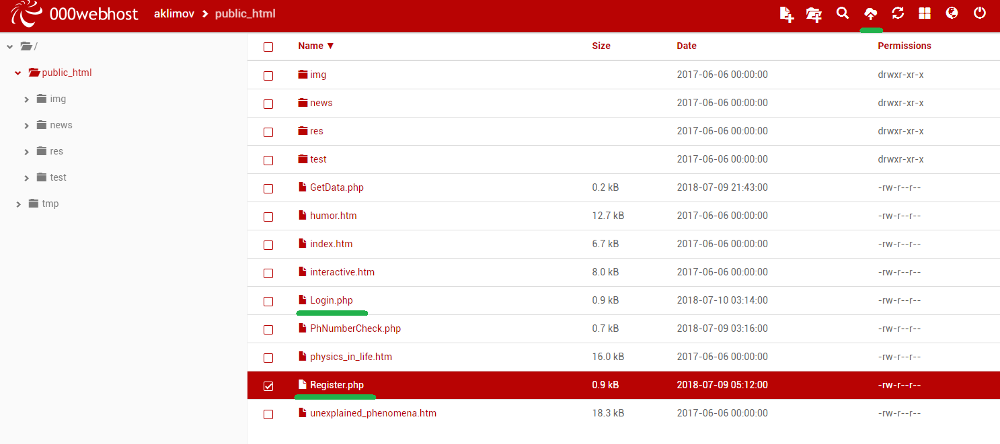 000webhost aklimov > public_html
/
public_html
img
news
res
test
tmp
Name ▼ Size Date Permissions
img 2017-06-06 00:00:00 drwxr-xr-x
news 2017-06-06 00:00:00 drwxr-xr-x
res 2017-06-06 00:00:00 drwxr-xr-x
test 2017-06-06 00:00:00 drwxr-xr-x
GetData.php 0.2 kB 2018-07-09 21:43:00 -rw-r--r--
humor.htm 12.7 kB 2017-06-06 00:00:00 -rw-r--r--
index.htm 6.7 kB 2017-06-06 00:00:00 -rw-r--r--
interactive.htm 8.0 kB 2017-06-06 00:00:00 -rw-r--r--
Login.php 0.9 kB 2018-07-10 03:14:00 -rw-r--r--
PhNumberCheck.php 0.7 kB 2018-07-09 03:16:00 -rw-r--r--
physics_in_life.htm 16.0 kB 2017-06-06 00:00:00 -rw-r--r--
Register.php 0.9 kB 2018-07-09 05:12:00 -rw-r--r--
unexplained_phenomena.htm 18.3 kB 2017-06-06 00:00:00 -rw-r--r--